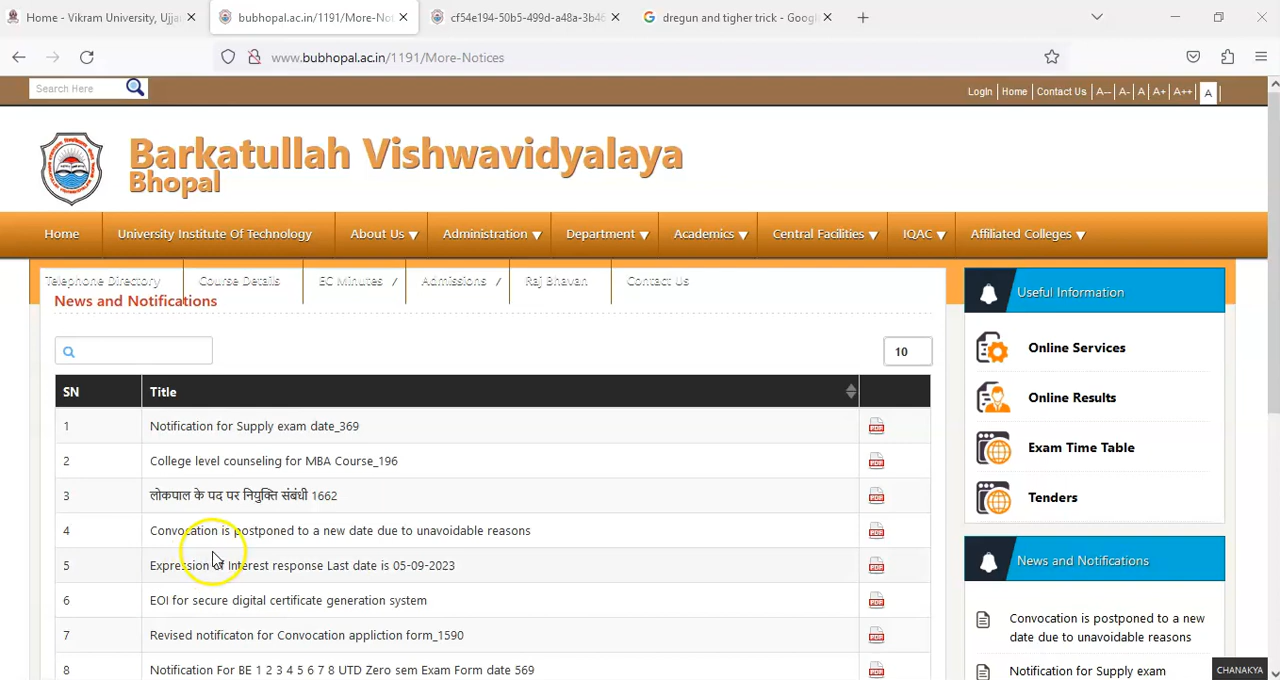 Home - Vikram University, Ujja
bubhopal.ac.in/1191/More-Not
cf54e194-50b5-499d-a48a-3b46
dregun and tigher trick - Googl
www.bubhopal.ac.in/1191/More-Notices
Search Here
Login Home Contact Us A-- A- A A+ A++ A
Barkatullah Vishwavidyalaya
Bhopal
Home University Institute Of Technology About Us Administration Department Academics Central Facilities IQAC Affiliated Colleges
Telephone Directory Course Details EC Minutes Admissions Raj Bhavan Contact Us
News and Notifications
10
SN Title
1 Notification for Supply exam date_369
2 College level counseling for MBA Course_196
3 लोकपाल के पद पर नियुक्ति संबंधी 1662
4 Convocation is postponed to a new date due to unavoidable reasons
5 Expression of Interest response Last date is 05-09-2023
6 EOI for secure digital certificate generation system
7 Revised notificaton for Convocation appliction form_1590
8 Notification For BE 1 2 3 4 5 6 7 8 UTD Zero sem Exam Form date 569
Useful Information
Online Services
Online Results
Exam Time Table
Tenders
News and Notifications
Convocation is postponed to a new
date due to unavoidable reasons
Notification for Supply exam
CHANAKYA